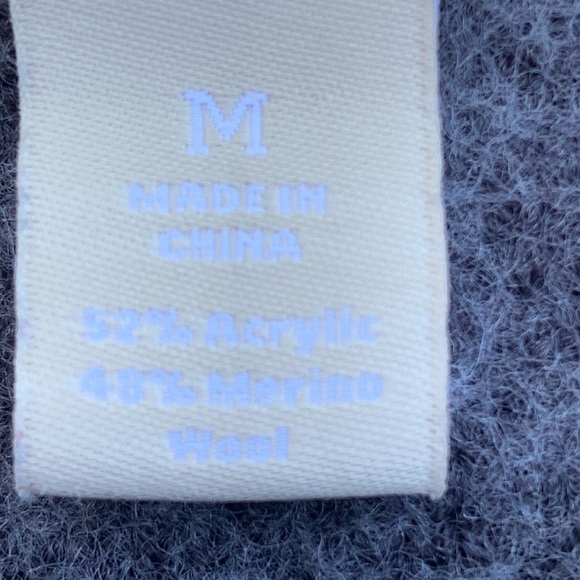 M
MADE IN
CHINA
52% Acrylic
48% Merino
Wool